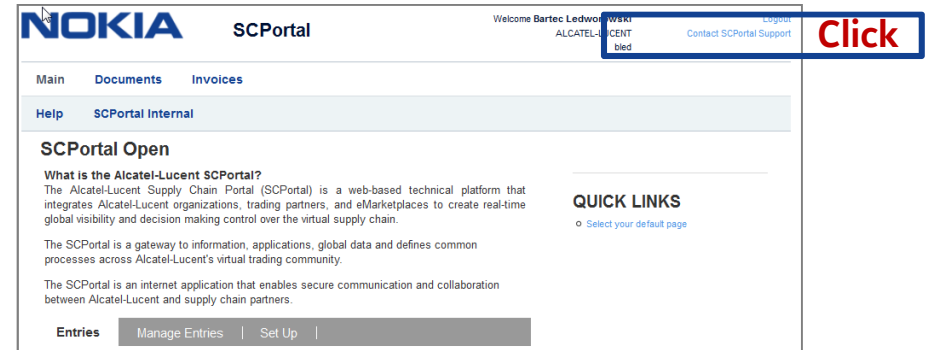 NOKIA
SCPortal
Welcome Bartec Ledworowski
ALCATEL-LUCENT
bled
Logout
Contact SCPortal Support
Click
Main Documents Invoices
Help SCPortal Internal
SCPortal Open
What is the Alcatel-Lucent SCPortal?
The Alcatel-Lucent Supply Chain Portal (SCPortal) is a web-based technical platform that
integrates Alcatel-Lucent organizations, trading partners, and eMarketplaces to create real-time
global visibility and decision making control over the virtual supply chain.
The SCPortal is a gateway to information, applications, global data and defines common
processes across Alcatel-Lucent's virtual trading community.
The SCPortal is an internet application that enables secure communication and collaboration
between Alcatel-Lucent and supply chain partners.
QUICK LINKS
Select your default page
Entries Manage Entries | Set Up |